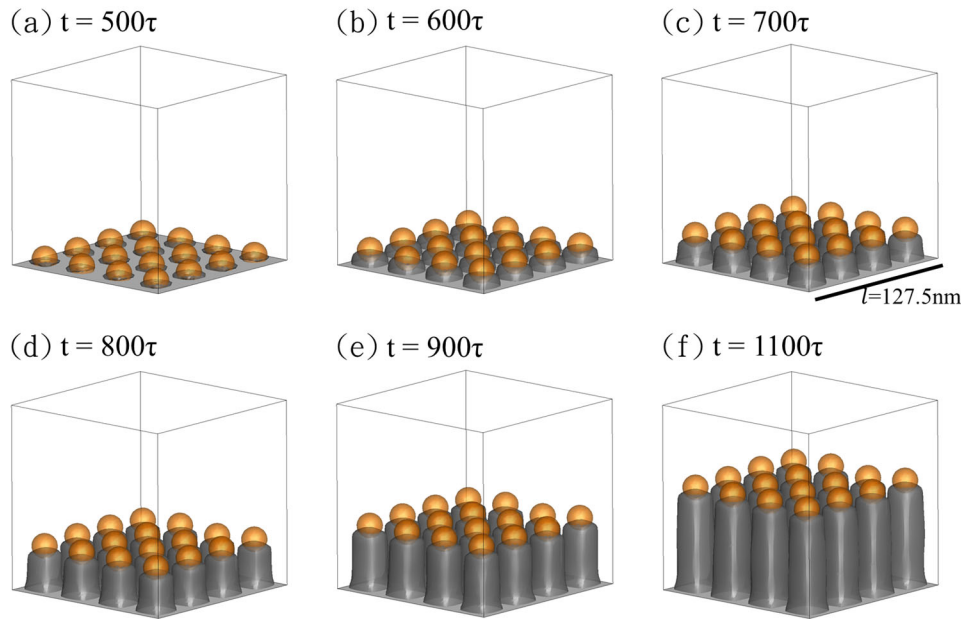 (a) t = 500τ
(b) t = 600τ
(c) t = 700τ
l=127.5nm
(d) t = 800τ
(e) t = 900τ
(f) t = 1100τ